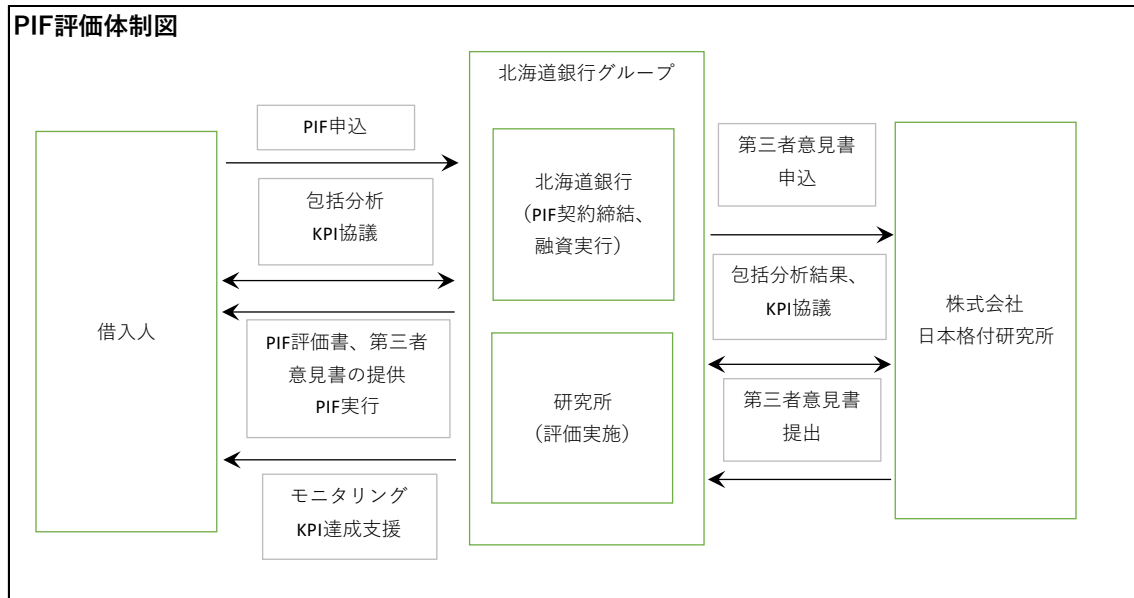 PIF評価体制図
北海道銀行グループ
PIF申込
包括分析
KPI協議
借入人
PIF評価書、第三者
意見書の提供
PIF実行
モニタリング
KPI達成支援
北海道銀行
（PIF契約締結、
融資実行）
研究所
（評価実施）
第三者意見書
申込
包括分析結果、
KPI協議
第三者意見書
提出
株式会社
日本格付研究所